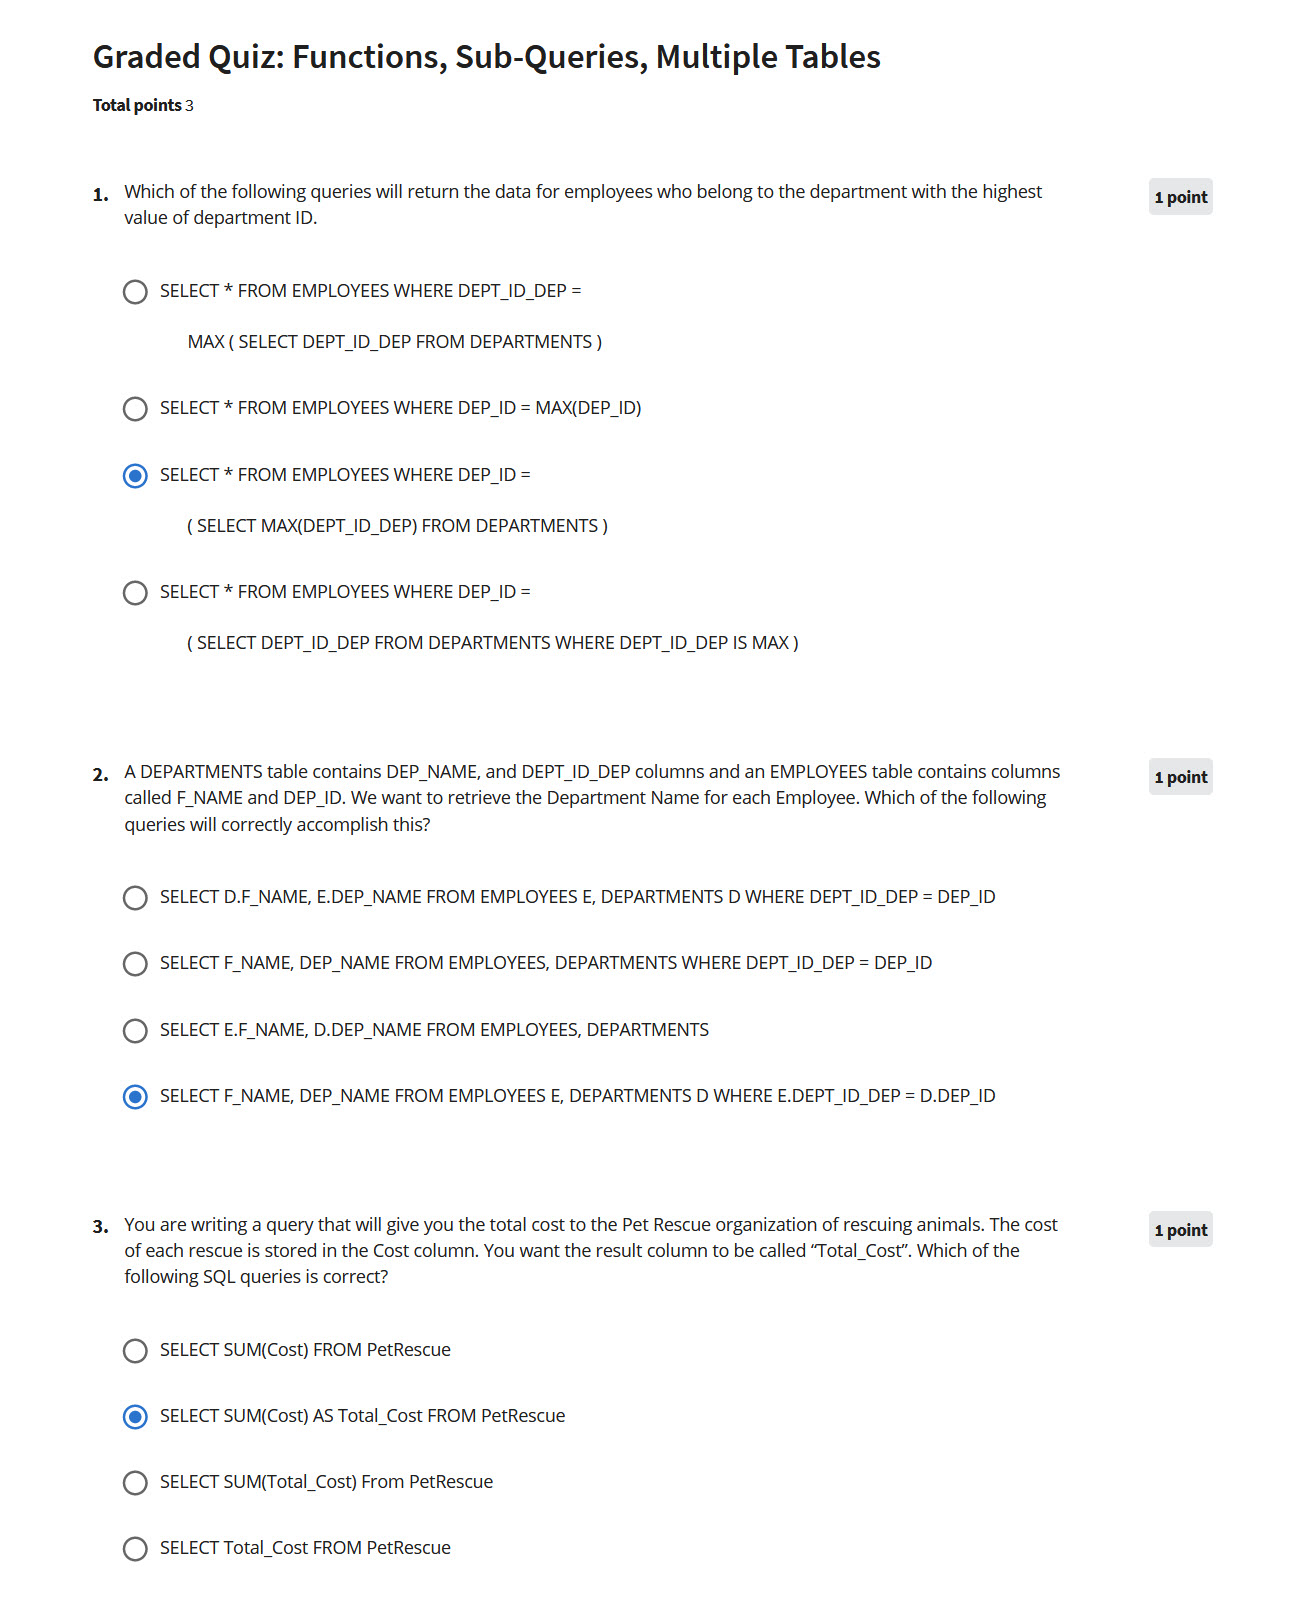 Graded Quiz: Functions, Sub-Queries, Multiple Tables
Total points 3
1. Which of the following queries will return the data for employees who belong to the department with the highest
value of department ID.
1 point
SELECT * FROM EMPLOYEES WHERE DEPT_ID_DEP =
MAX ( SELECT DEPT_ID_DEP FROM DEPARTMENTS )
SELECT * FROM EMPLOYEES WHERE DEP_ID = MAX(DEP_ID)
SELECT * FROM EMPLOYEES WHERE DEP_ID =
( SELECT MAX(DEPT_ID_DEP) FROM DEPARTMENTS )
SELECT * FROM EMPLOYEES WHERE DEP_ID =
( SELECT DEPT_ID_DEP FROM DEPARTMENTS WHERE DEPT_ID_DEP IS MAX )
2. A DEPARTMENTS table contains DEP_NAME, and DEPT_ID_DEP columns and an EMPLOYEES table contains columns
called F_NAME and DEP_ID. We want to retrieve the Department Name for each Employee. Which of the following
queries will correctly accomplish this?
1 point
SELECT D.F_NAME, E.DEP_NAME FROM EMPLOYEES E, DEPARTMENTS D WHERE DEPT_ID_DEP = DEP_ID
SELECT F_NAME, DEP_NAME FROM EMPLOYEES, DEPARTMENTS WHERE DEPT_ID_DEP = DEP_ID
SELECT E.F_NAME, D.DEP_NAME FROM EMPLOYEES, DEPARTMENTS
SELECT F_NAME, DEP_NAME FROM EMPLOYEES E, DEPARTMENTS D WHERE E.DEPT_ID_DEP = D.DEP_ID
3. You are writing a query that will give you the total cost to the Pet Rescue organization of rescuing animals. The cost
of each rescue is stored in the Cost column. You want the result column to be called “Total_Cost”. Which of the
following SQL queries is correct?
1 point
SELECT SUM(Cost) FROM PetRescue
SELECT SUM(Cost) AS Total_Cost FROM PetRescue
SELECT SUM(Total_Cost) From PetRescue
SELECT Total_Cost FROM PetRescue